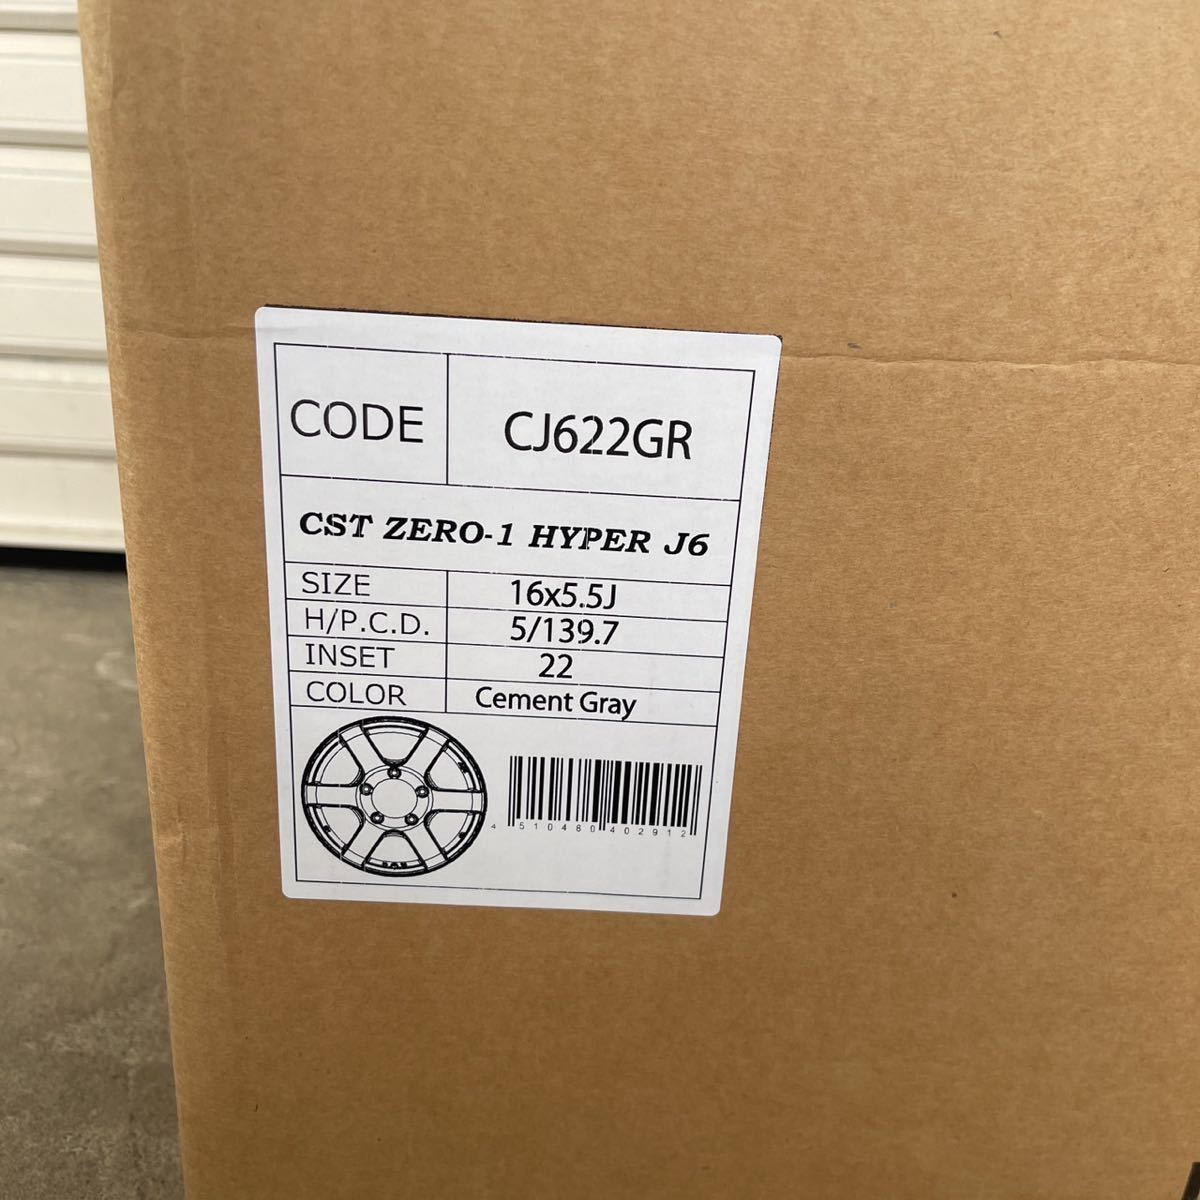 CODE CJ622GR
CST ZERO-1 HYPER J6
SIZE 16x5.5J
H/P.C.D. 5/139.7
INSET 22
COLOR Cement Gray
4 510480 402912